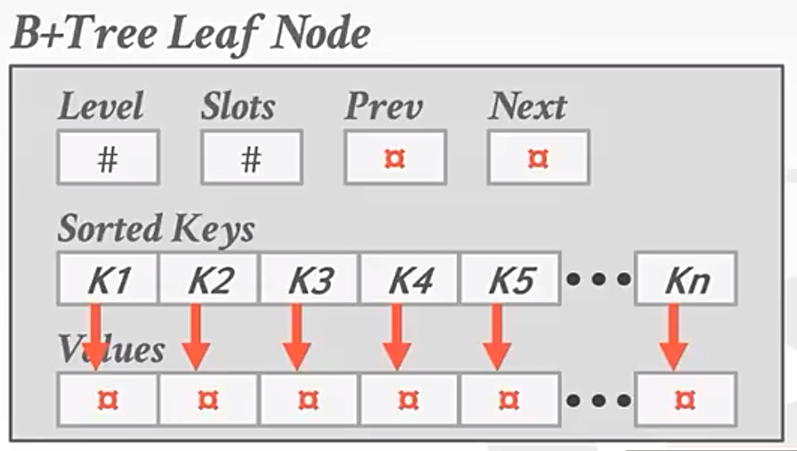 B+Tree Leaf Node
Level Slots Prev Next
# # ¤ ¤
Sorted Keys
K1 K2 K3 K4 K5 ••• Kn
Values
¤ ¤ ¤ ¤ ¤ ••• ¤